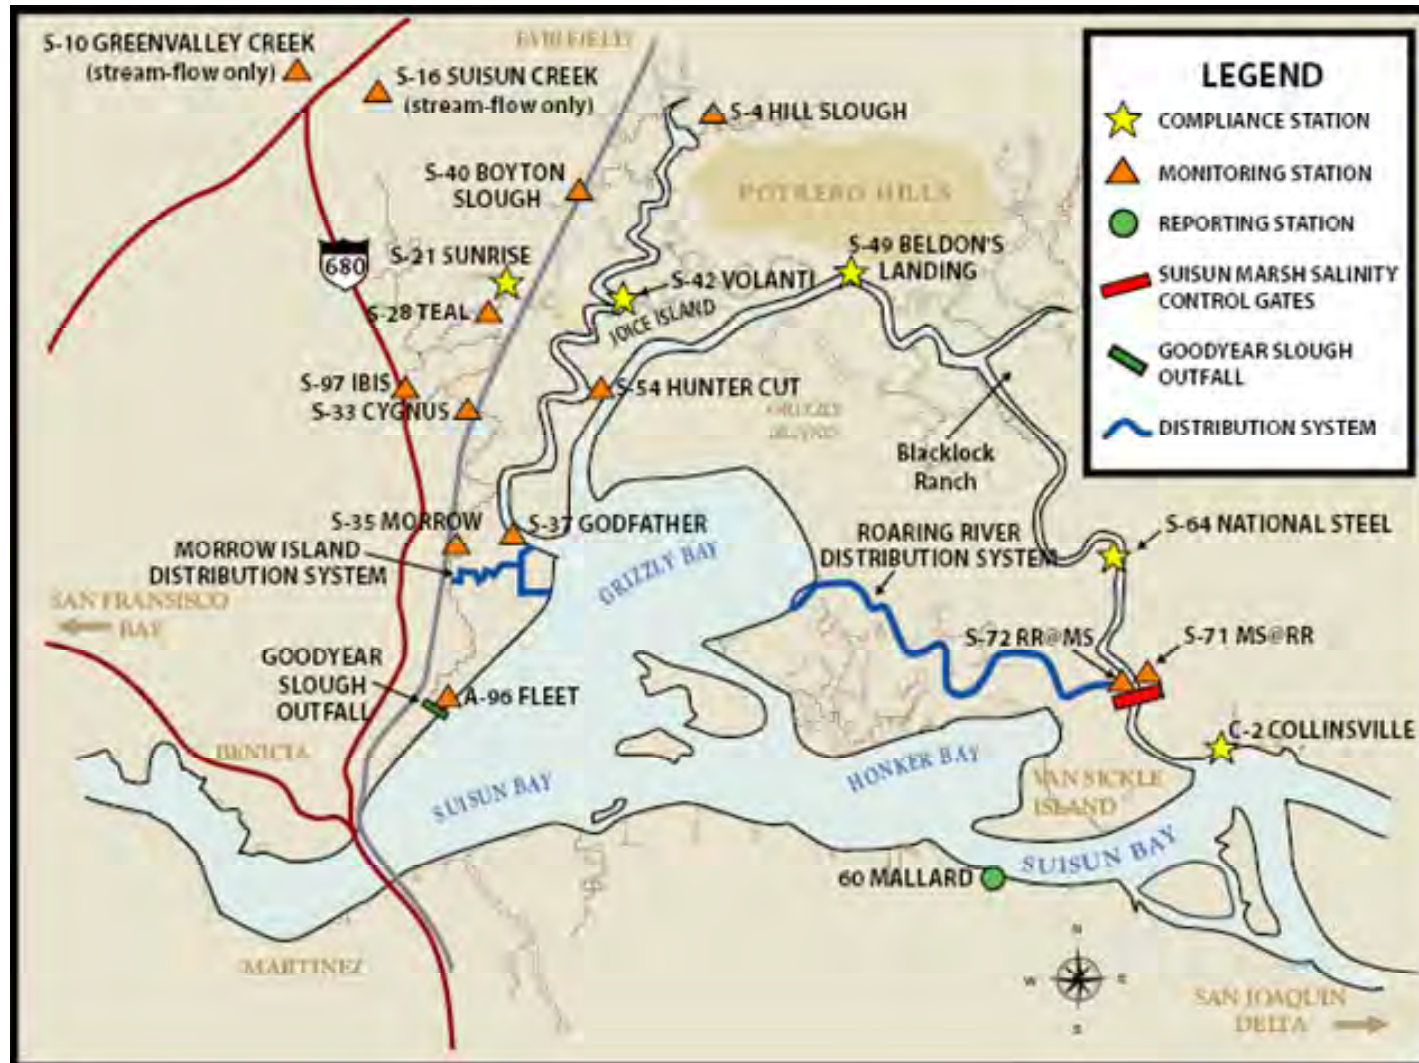 S-10 GREENVALLEY CREEK
(stream-flow only)
FAIRFIELD
S-16 SUISUN CREEK
(stream-flow only)
S-4 HILL SLOUGH
S-40 BOYTON
SLOUGH
POTRERO HILLS
680
S-21 SUNRISE
S-28 TEAL
S-42 VOLANTI
JOICE ISLAND
S-49 BELDON'S
LANDING
S-97 IBIS
S-33 CYGNUS
S-54 HUNTER CUT
GRIZZLY
ISLAND
Blacklock
Ranch
S-35 MORROW
S-37 GODFATHER
MORROW ISLAND
DISTRIBUTION SYSTEM
ROARING RIVER
DISTRIBUTION SYSTEM
S-64 NATIONAL STEEL
GRIZZLY BAY
SAN FRANSISCO
BAY
S-72 RR@MS
S-71 MS@RR
GOODYEAR
SLOUGH
OUTFALL
A-96 FLEET
C-2 COLLINSVILLE
BENICIA
SUISUN BAY
HONKER BAY
VAN SICKLE
ISLAND
SUISUN BAY
60 MALLARD
MARTINEZ
N
W
E
S
SAN JOAQUIN
DELTA
LEGEND
COMPLIANCE STATION
MONITORING STATION
REPORTING STATION
SUISUN MARSH SALINITY
CONTROL GATES
GOODYEAR SLOUGH
OUTFALL
DISTRIBUTION SYSTEM